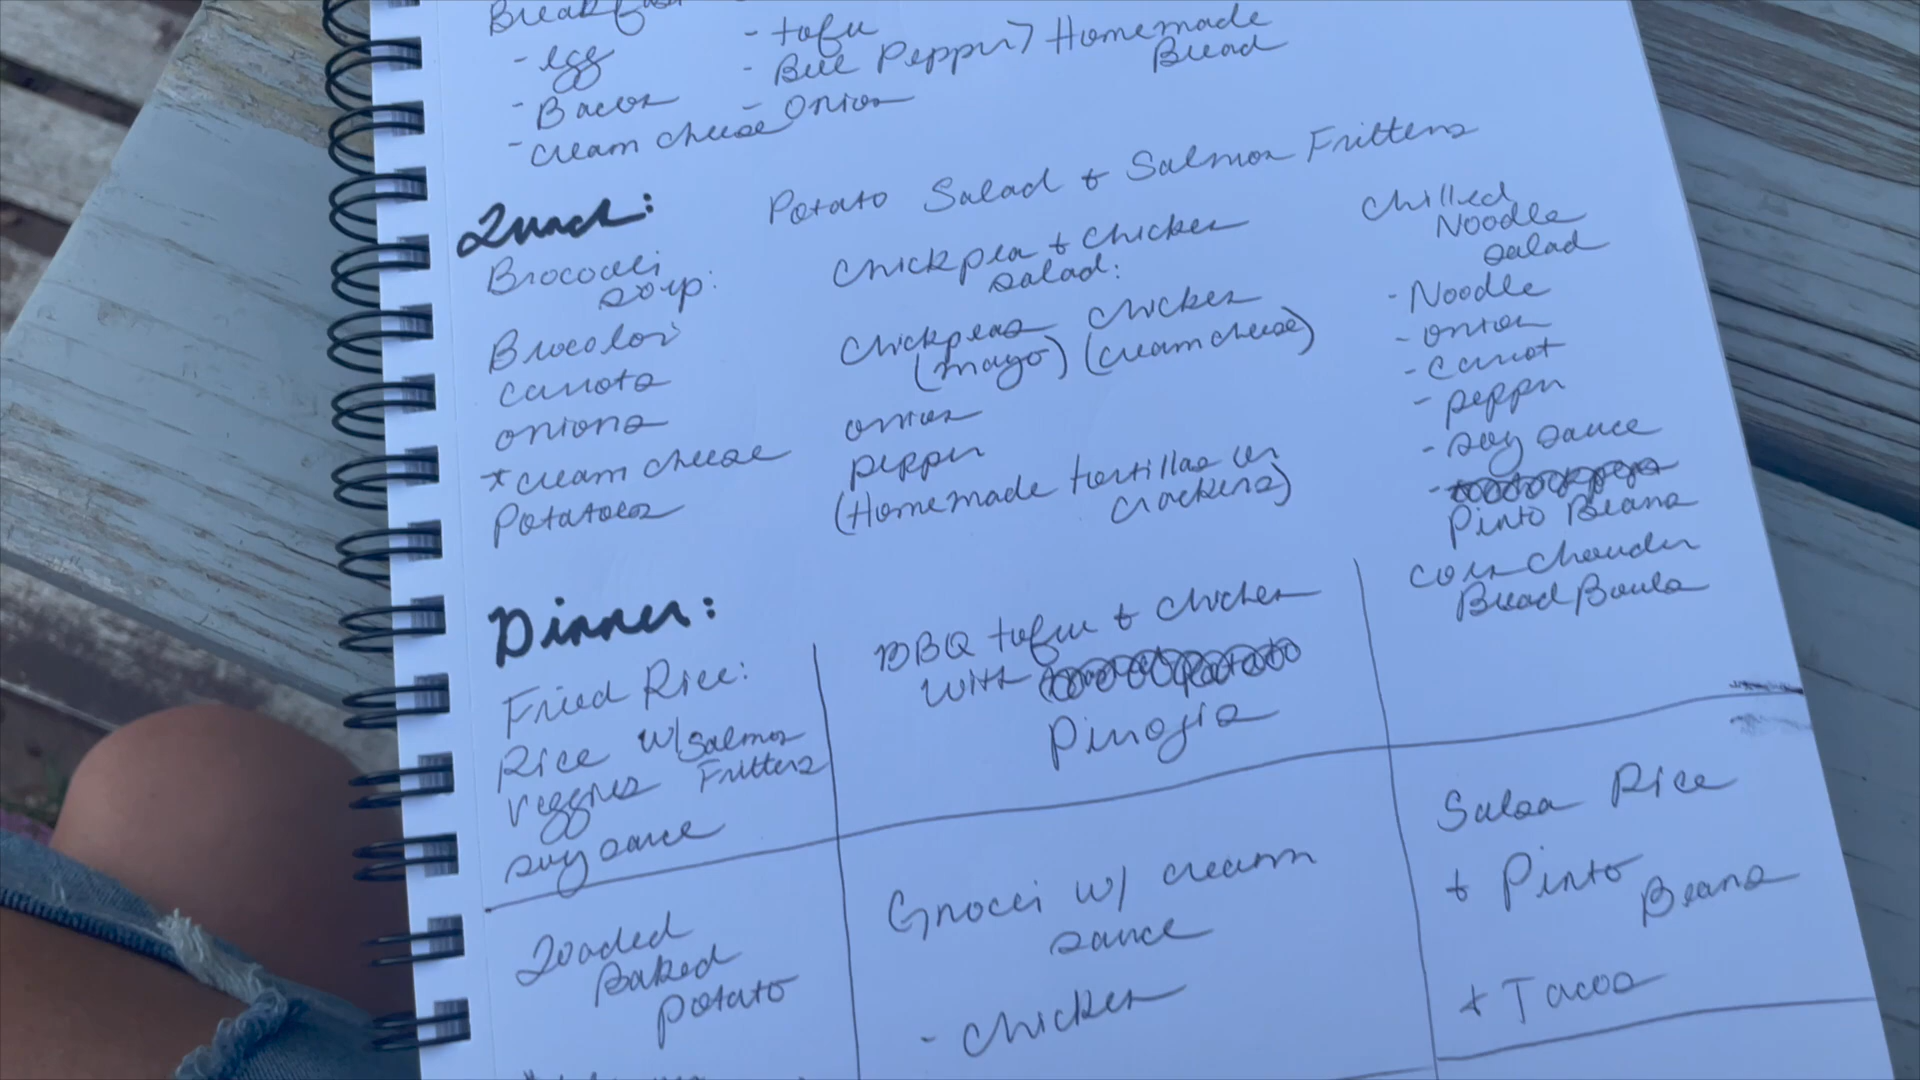 Breakfast
- egg
- Bacon
- cream cheese
- tofu
- Bell Pepper > Homemade
Bread
- onion
Lunch:
Potato Salad + Salmon Fritters
Brococli
soup:
Brocolori
carrots
onions
*cream cheese
Potatoes
Chickpea + chicken
salad:
Chickpeas chicken
(mayo) (cream cheese)
onion
pepper
(Homemade tortillas or
crackers)
Chilled
Noodle
salad
- Noodle
- onion
- carrot
- pepper
- soy sauce
-
Pinto Beans
Dinner:
Fried Rice:
Rice w/ Salmon
veggies Fritters
soy sauce
BBQ tofu + chicken
with
Corn Chowder
Bread Bowls
Loaded
Baked
potato
Gnocci w/ cream
sauce
- chicken
Salsa Rice
+ Pinto
Beans
+ Tacos